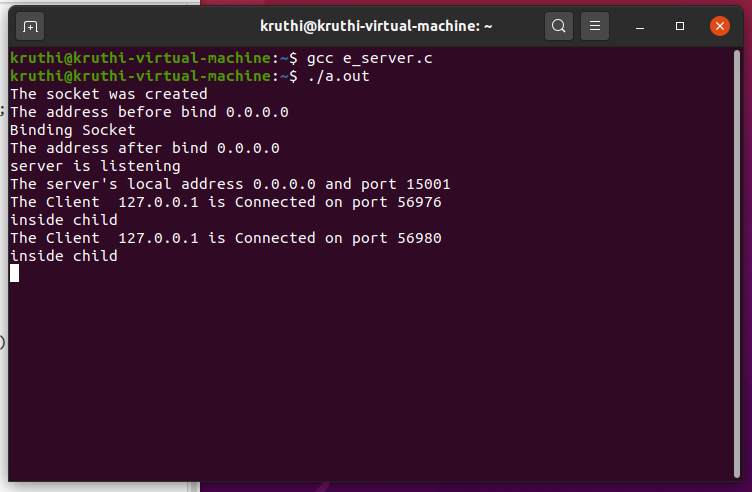 kruthi@kruthi-virtual-machine: ~
kruthi@kruthi-virtual-machine:~$ gcc e_server.c
kruthi@kruthi-virtual-machine:~$ ./a.out
The socket was created
The address before bind 0.0.0.0
Binding Socket
The address after bind 0.0.0.0
server is listening
The server's local address 0.0.0.0 and port 15001
The Client  127.0.0.1 is Connected on port 56976
inside child
The Client  127.0.0.1 is Connected on port 56980
inside child
;
)